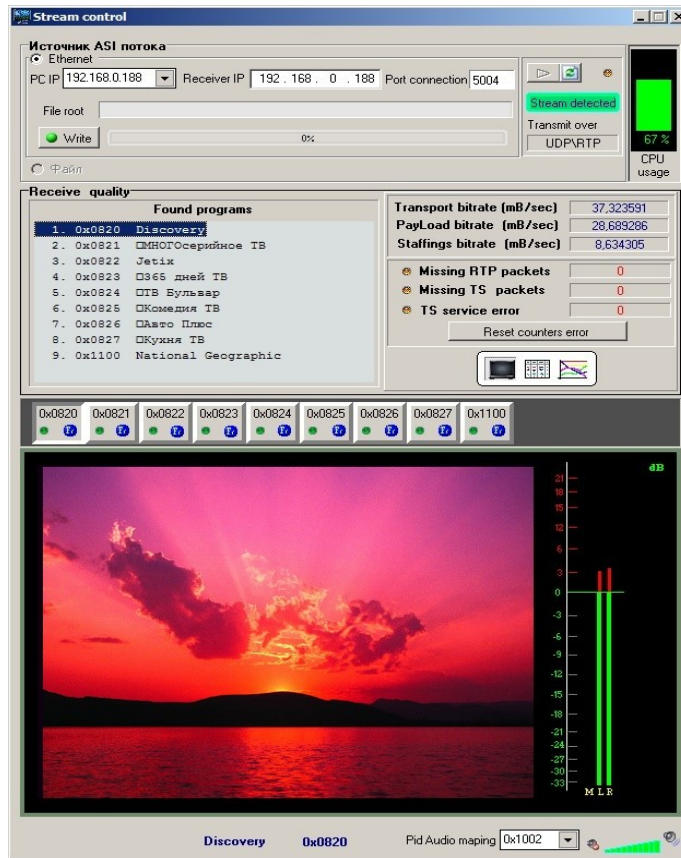 Stream control
Источник ASI потока
Ethernet
PC IP 192.168.0.188 Receiver IP 192 . 168 . 0 . 188 Port connection 5004
Stream detected
File root
Transmit over
Write 0% UDP\RTP
67 %
CPU usage
Файл
Receive quality
Found programs
1. 0x0820 Discovery
2. 0x0821 □МНОГОсерийное ТВ
3. 0x0822 Jetix
4. 0x0823 □365 дней ТВ
5. 0x0824 □ТВ Бульвар
6. 0x0825 □Комедия ТВ
7. 0x0826 □Авто Плюс
8. 0x0827 □Кухня ТВ
9. 0x1100 National Geographic
Transport bitrate (mB/sec) 37,323591
PayLoad bitrate (mB/sec) 28,689286
Staffings bitrate (mB/sec) 8,634305
Missing RTP packets 0
Missing TS packets 0
TS service error 0
Reset counters error
0x0820 0x0821 0x0822 0x0823 0x0824 0x0825 0x0826 0x0827 0x1100
dB
21
18
15
12
6
3
0
-3
-6
-9
-12
-15
-18
-21
-24
-27
-30
-33
M L R
Discovery 0x0820 Pid Audio maping 0x1002